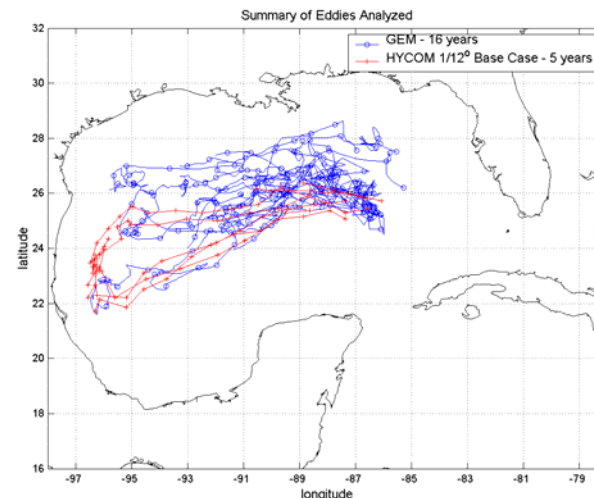 Summary of Eddies Analyzed
GEM - 16 years
HYCOM 1/12° Base Case - 5 years
32
30
28
26
24
22
20
18
16
latitude
-97 -95 -93 -91 -89 -87 -85 -83 -81 -79
longitude